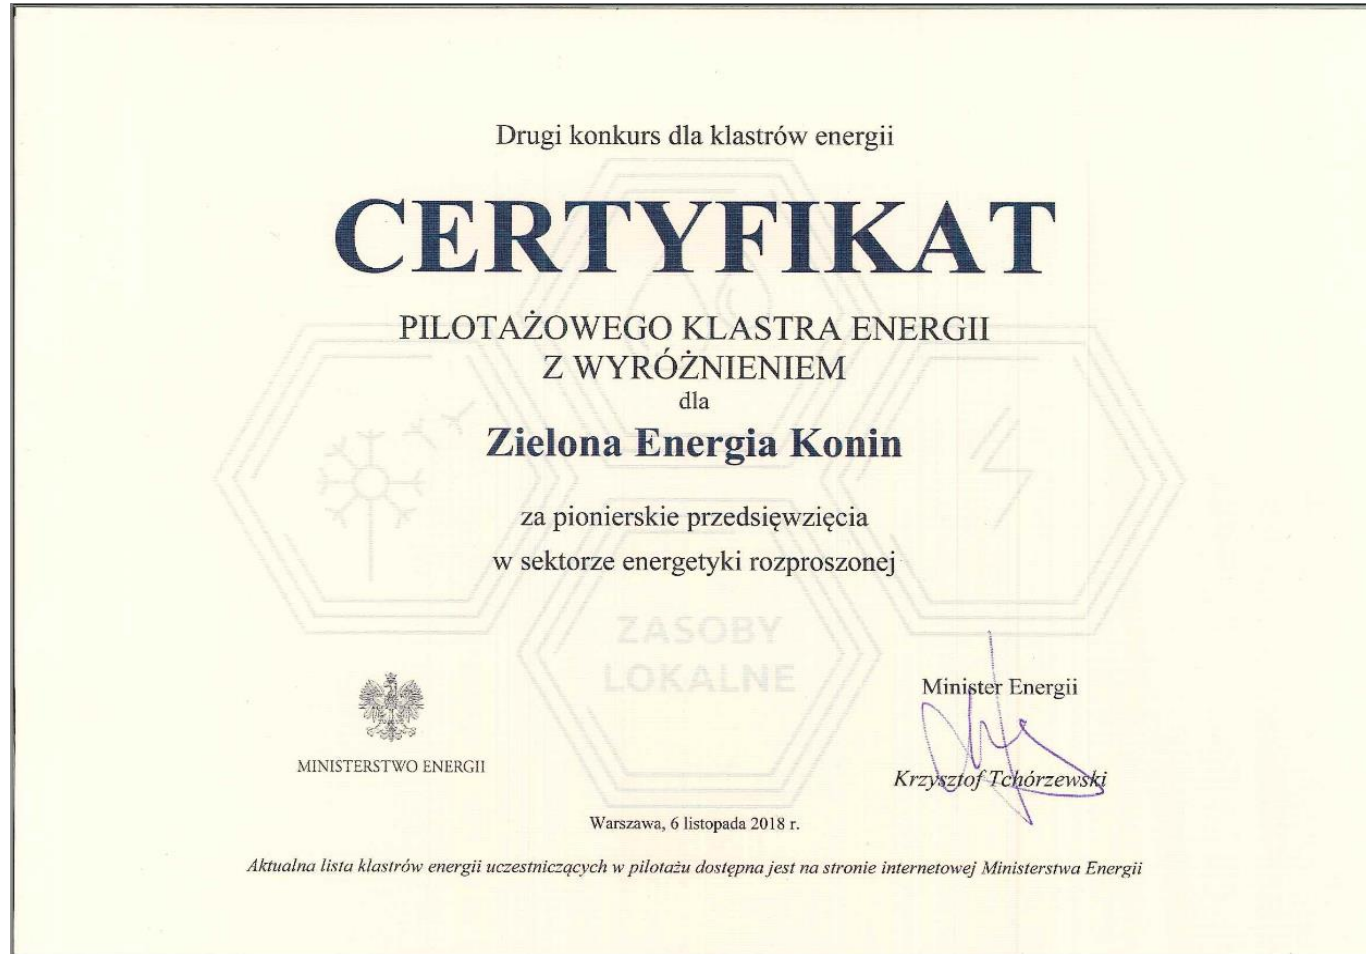 Drugi konkurs dla klastrów energii
CERTYFIKAT
PILOTAŻOWEGO KLASTRA ENERGII
Z WYRÓŻNIENIEM
dla
Zielona Energia Konin
za pionierskie przedsięwzięcia
w sektorze energetyki rozproszonej
ZASOBY
LOKALNE
MINISTERSTWO ENERGII
Minister Energii
Krzysztof Tchórzewski
Warszawa, 6 listopada 2018 r.
Aktualna lista klastrów energii uczestniczących w pilotażu dostępna jest na stronie internetowej Ministerstwa Energii